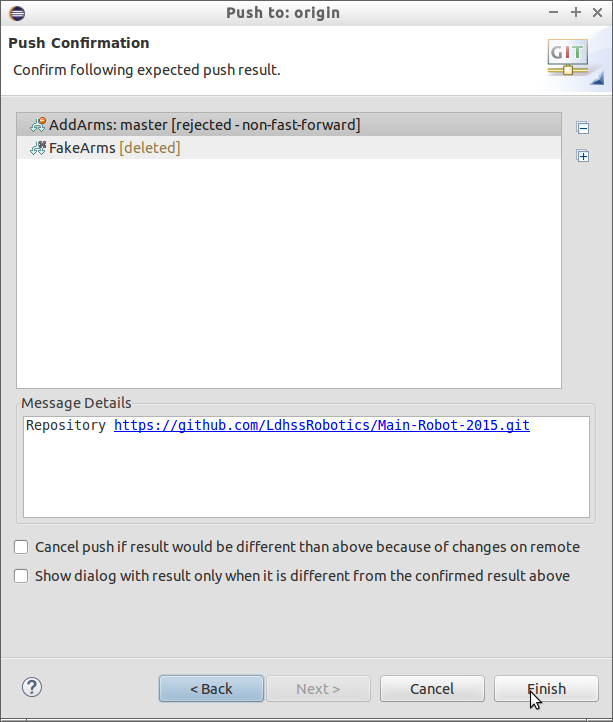 Push to: origin
Push Confirmation
Confirm following expected push result.
GIT
AddArms: master [rejected - non-fast-forward]
FakeArms [deleted]
Message Details
Repository https://github.com/LdhssRobotics/Main-Robot-2015.git
Cancel push if result would be different than above because of changes on remote
Show dialog with result only when it is different from the confirmed result above
? < Back Next > Cancel Finish